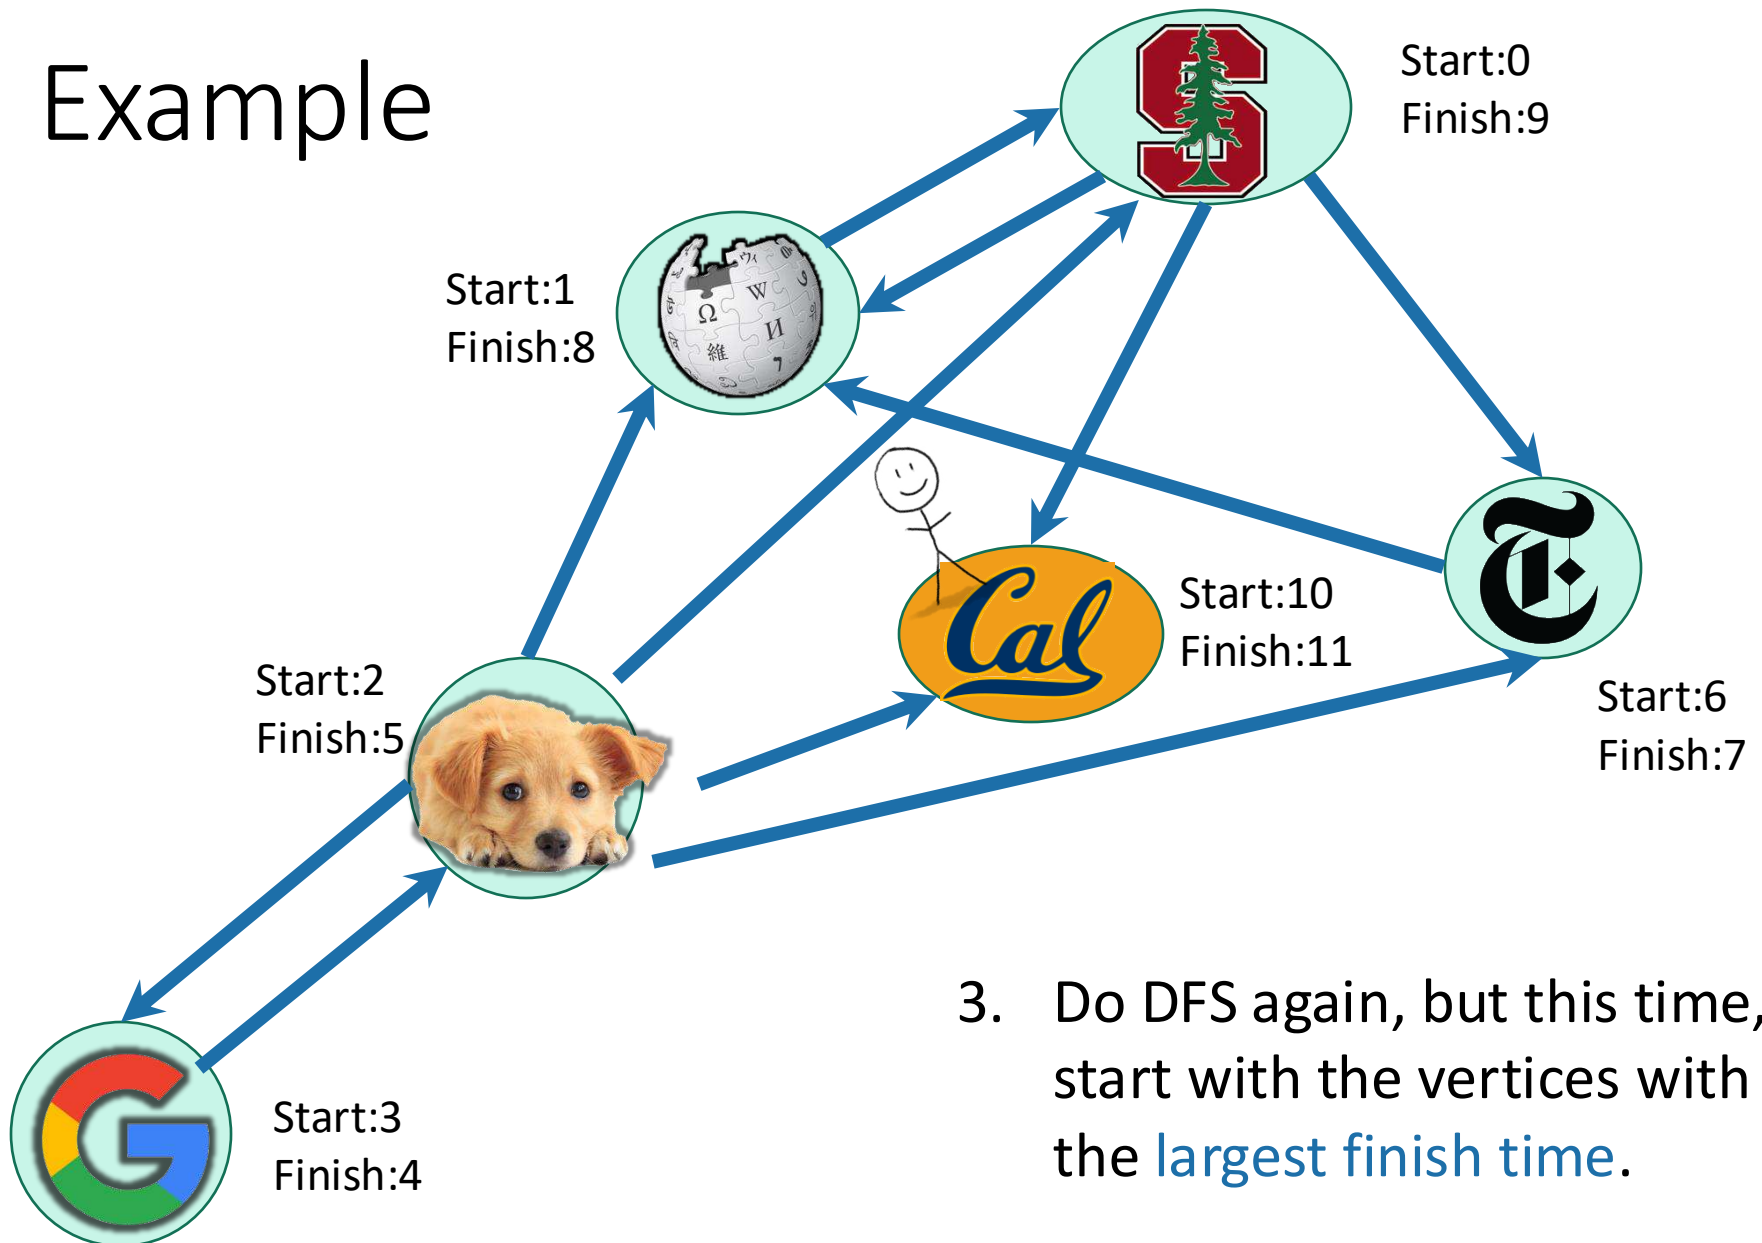 Example
Start:0
Finish:9
Start:1
Finish:8
Ω
W
И
維
Cal
Start:10
Finish:11
Start:2
Finish:5
Start:6
Finish:7
3. Do DFS again, but this time,
start with the vertices with
the largest finish time.
Start:3
Finish:4